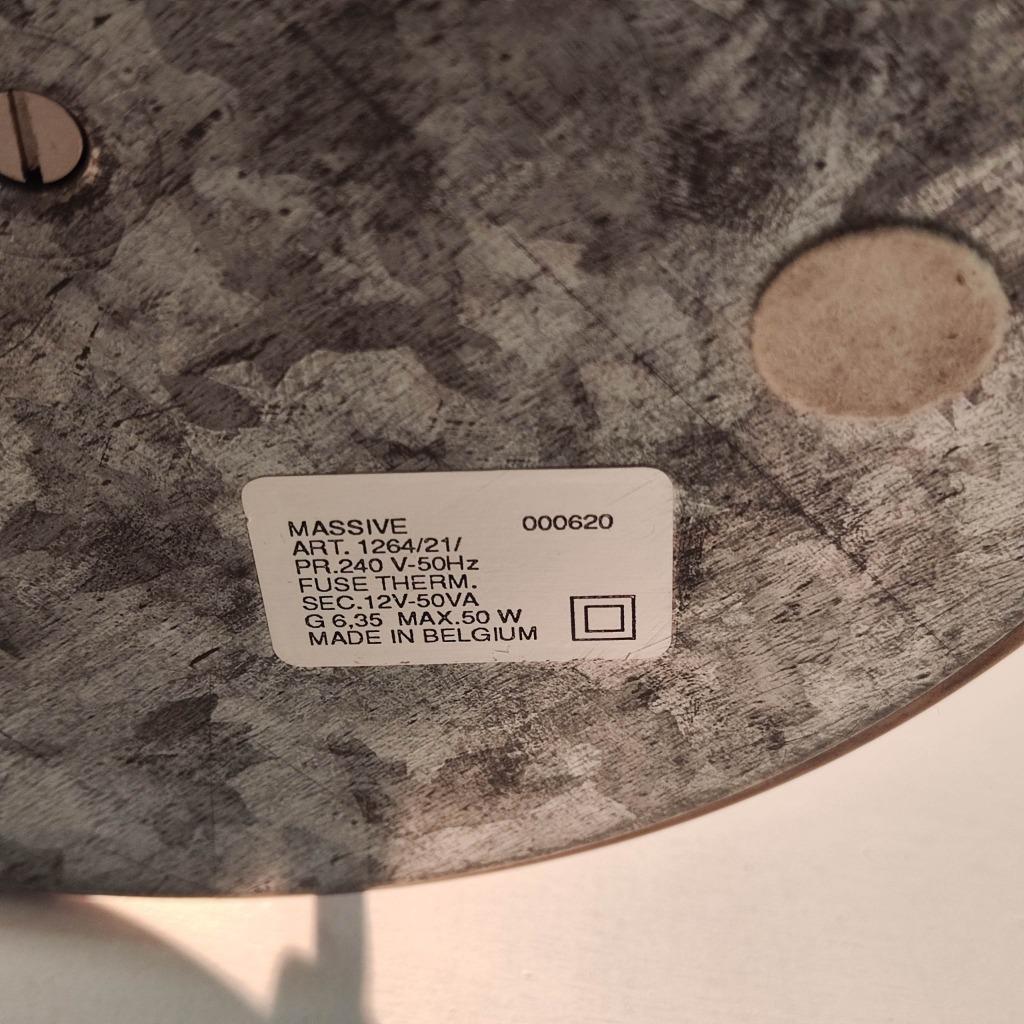 MASSIVE 000620
ART. 1264/21/
PR.240 V-50Hz
FUSE THERM.
SEC.12V-50VA
G 6,35 MAX.50 W
MADE IN BELGIUM